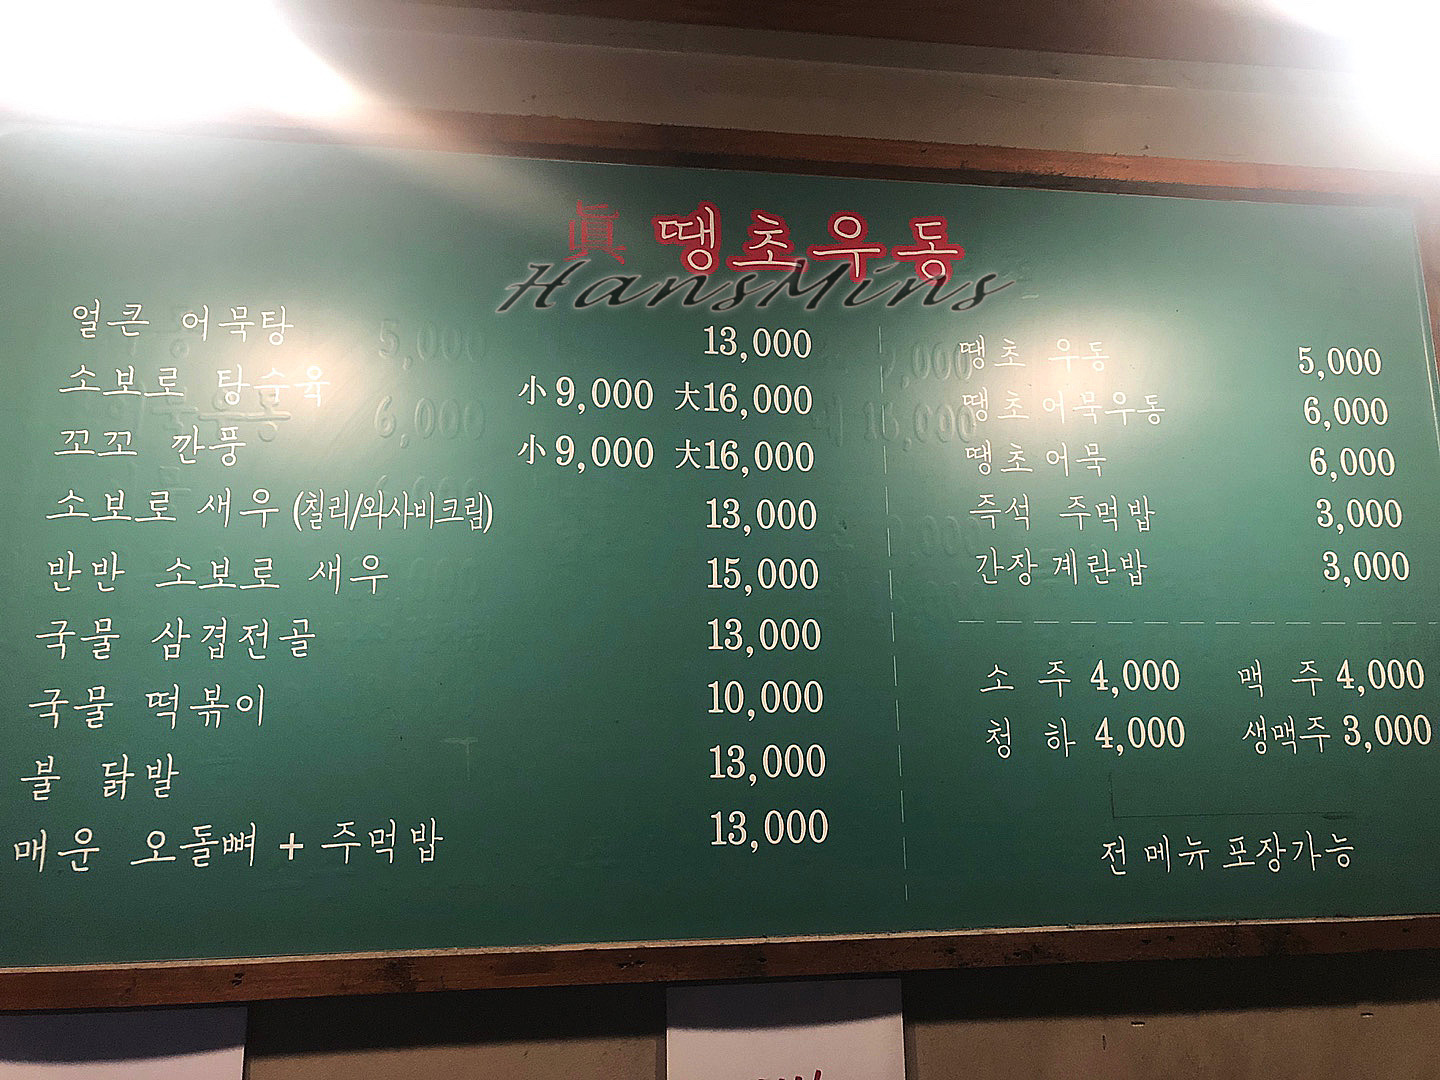 眞 땡초우동
HansMins
얼큰 어묵탕 13,000
소보로 탕수육 小 9,000 大 16,000
꼬꼬 깐풍 小 9,000 大 16,000
소보로 새우 (칠리/와사비크림) 13,000
반반 소보로 새우 15,000
국물 삼겹전골 13,000
국물 떡볶이 10,000
불 닭발 13,000
매운 오돌뼈 + 주먹밥 13,000
땡초 우동 5,000
땡초어묵우동 6,000
땡초어묵 6,000
즉석 주먹밥 3,000
간장계란밥 3,000
소 주 4,000 맥 주 4,000
청 하 4,000 생맥주 3,000
전 메뉴 포장가능